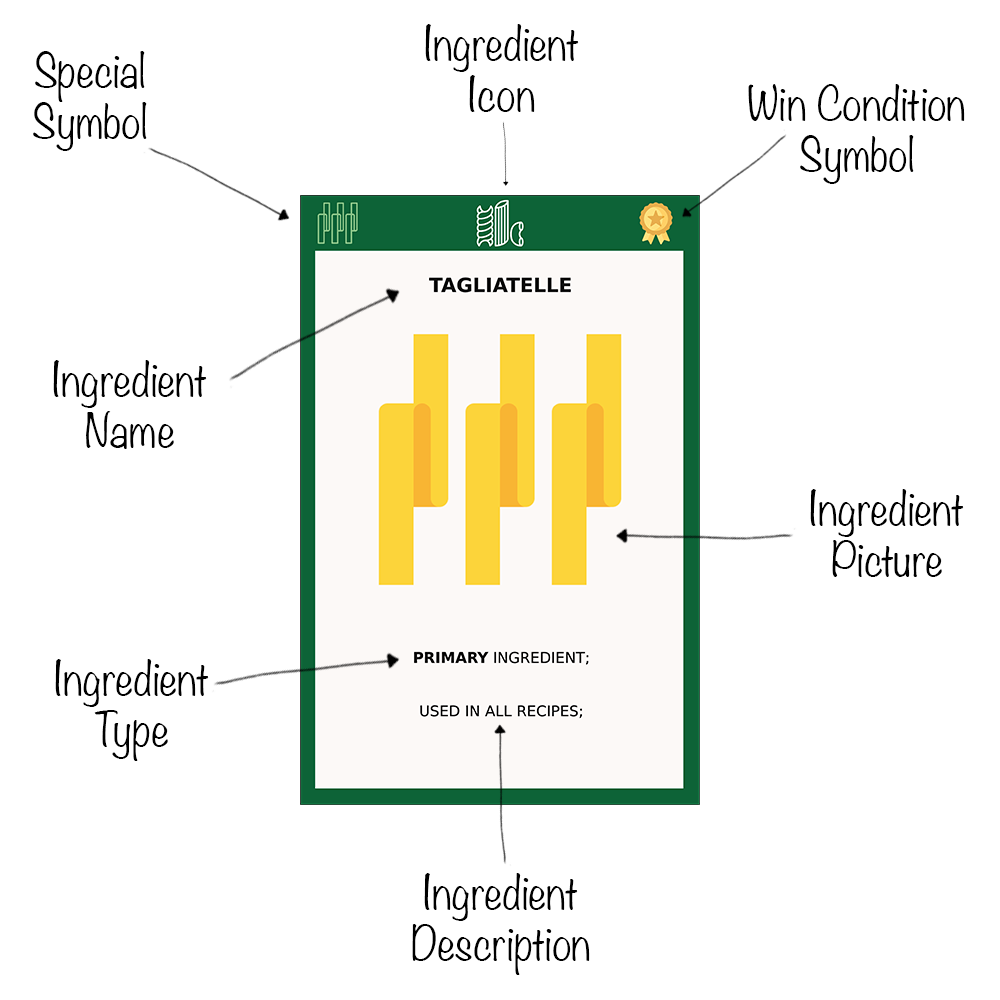 Ingredient
Icon
Special
Symbol
Win Condition
Symbol
TAGLIATELLE
Ingredient
Name
Ingredient
Picture
PRIMARY INGREDIENT;
Ingredient
Type
USED IN ALL RECIPES;
Ingredient
Description